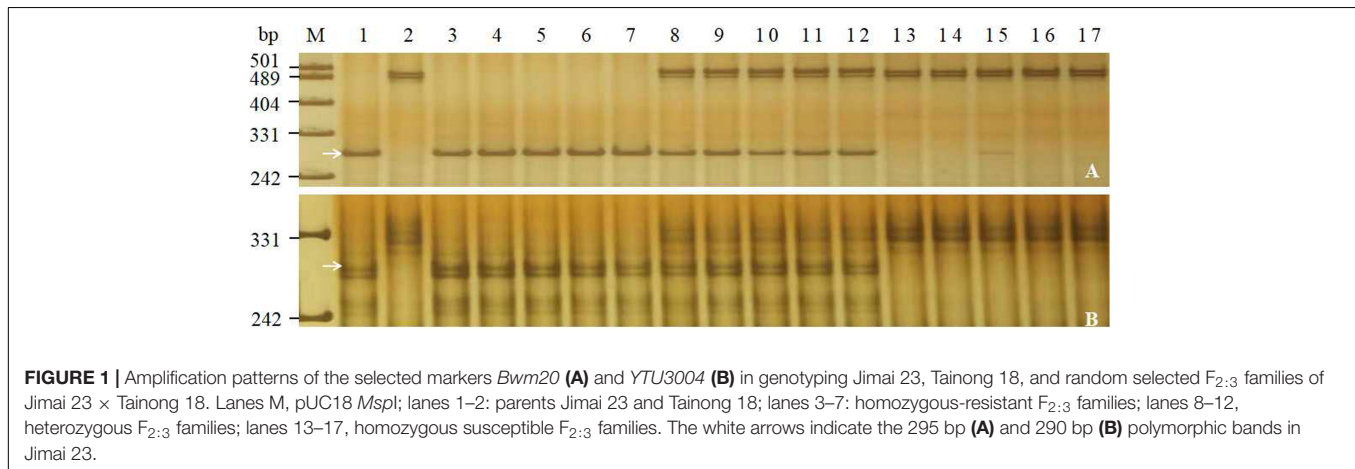 bp M 1 2 3 4 5 6 7 8 9 10 11 12 13 14 15 16 17
501
489
404
331
242
A
331
242
B
FIGURE 1 | Amplification patterns of the selected markers Bwm20 (A) and YTU3004 (B) in genotyping Jimai 23, Tainong 18, and random selected F2:3 families of
Jimai 23 × Tainong 18. Lanes M, pUC18 MspI; lanes 1–2: parents Jimai 23 and Tainong 18; lanes 3–7: homozygous-resistant F2:3 families; lanes 8–12,
heterozygous F2:3 families; lanes 13–17, homozygous susceptible F2:3 families. The white arrows indicate the 295 bp (A) and 290 bp (B) polymorphic bands in
Jimai 23.